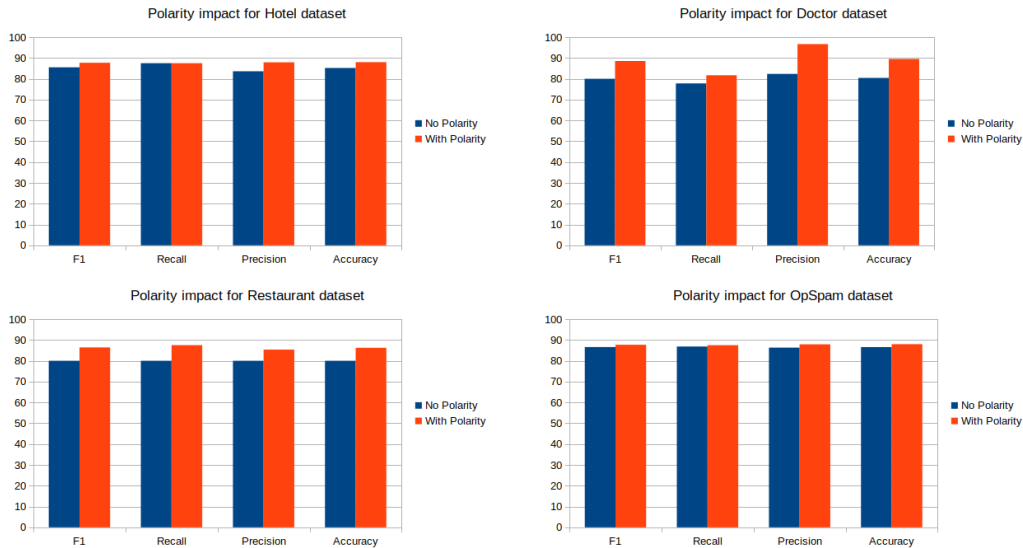 Polarity impact for Hotel dataset
100
90
80
70
60
50
40
30
20
10
0
F1 Recall Precision Accuracy
No Polarity
With Polarity
Polarity impact for Doctor dataset
100
90
80
70
60
50
40
30
20
10
0
F1 Recall Precision Accuracy
No Polarity
With Polarity
Polarity impact for Restaurant dataset
100
90
80
70
60
50
40
30
20
10
0
F1 Recall Precision Accuracy
No Polarity
With Polarity
Polarity impact for OpSpam dataset
100
90
80
70
60
50
40
30
20
10
0
F1 Recall Precision Accuracy
No Polarity
With Polarity